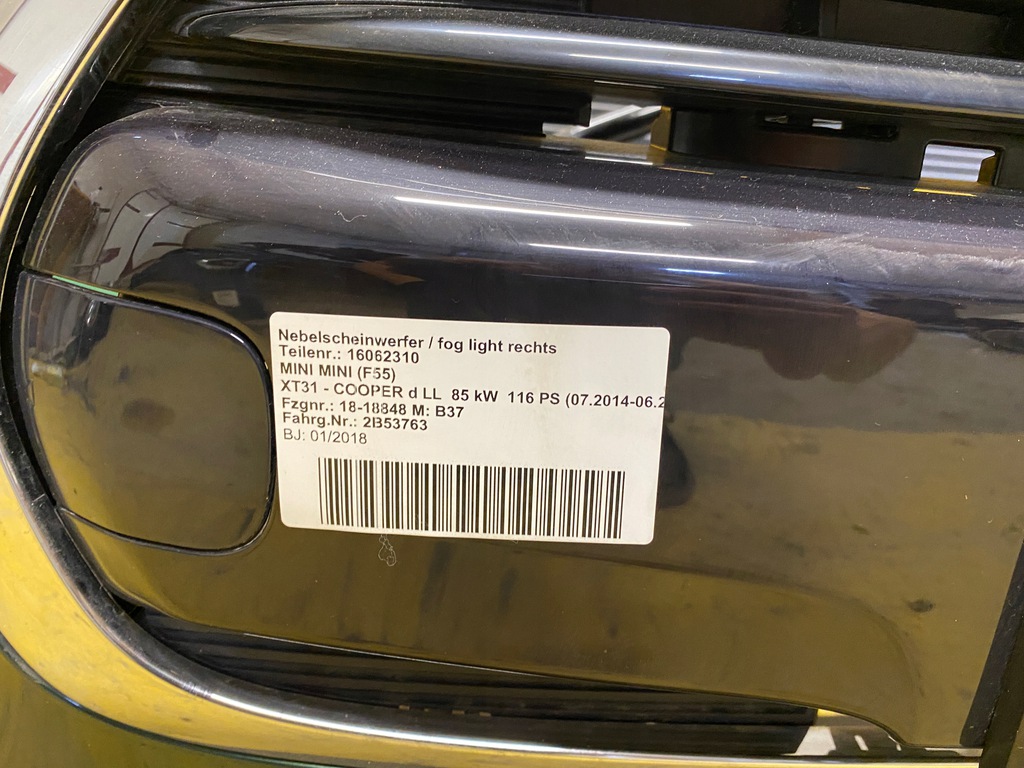 Nebelscheinwerfer / fog light rechts
Teilenr.: 16062310
MINI MINI (F55)
XT31 - COOPER d LL 85 kW 116 PS (07.2014-06.2
Fzgnr.: 18-18848 M: B37
Fahrg.Nr.: 2B53763
BJ: 01/2018